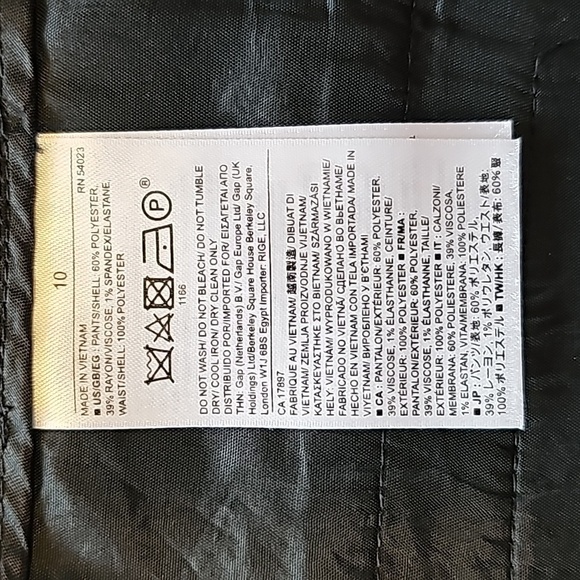 10
MADE IN VIETNAM RN 54023
■ US/GB/EG : PANTS/SHELL: 60% POLYESTER,
39% RAYON/VISCOSE, 1% SPANDEX/ELASTANE,
WAIST/SHELL: 100% POLYESTER
®
P
1166
DO NOT WASH/ DO NOT BLEACH/ DO NOT TUMBLE
DRY/ COOL IRON/ DRY CLEAN ONLY
DISTRIBUIDO POR/IMPORTED FOR/ ΕΙΣΑΓΕΤΑΙ ΑΠΟ
THN: Gap (Netherlands) B.V./ Gap Europe Ltd/ Gap (UK
Holdings) Ltd/Berkeley Square House Berkeley Square,
London W1J 6BS Egypt Importer: RIGE, LLC
CA 17897
FABRIQUE AU VIETNAM/ 越南製造/ DIBUAT DI
VIETNAM/ ZEMLJA PROIZVODNJE VIJETNAM/
ΚΑΤΑΣΚΕΥΑΣΤΗΚΕ ΣΤΟ ΒΙΕΤΝΑΜ/ SZÁRMAZÁSI
HELY: VIETNAM/ WYPRODUKOWANO W WIETNAMIE/
FABRICADO NO VIETNÃ/ СДЕЛАНО ВО ВЬЕТНАМЕ/
HECHO EN VIETNAM CON TELA IMPORTADA/ MADE IN
VIYETNAM/ ВИРОБЛЕНО У В'ЄТНАМІ
■ CA : PANTALON/EXTÉRIEUR: 60% POLYESTER,
39% VISCOSE, 1% ÉLASTHANNE, CEINTURE/
EXTÉRIEUR: 100% POLYESTER ■ FR/MA :
PANTALON/EXTÉRIEUR: 60% POLYESTER,
39% VISCOSE, 1% ÉLASTHANNE, TAILLE/
EXTÉRIEUR: 100% POLYESTER ■ IT : CALZONI/
MEMBRATA: 60% POLIESTERE, 39% VISCOSA,
1% ELASTAN, VITA/MEMBRANA: 100% POLIESTERE
■ JP : パンツ/表地: 60% ポリエステル,
39% レーヨン, 1% ポリウレタン, ウエスト/表地:
100% ポリエステル ■ TW/HK : 長褲/表布: 60% 聚